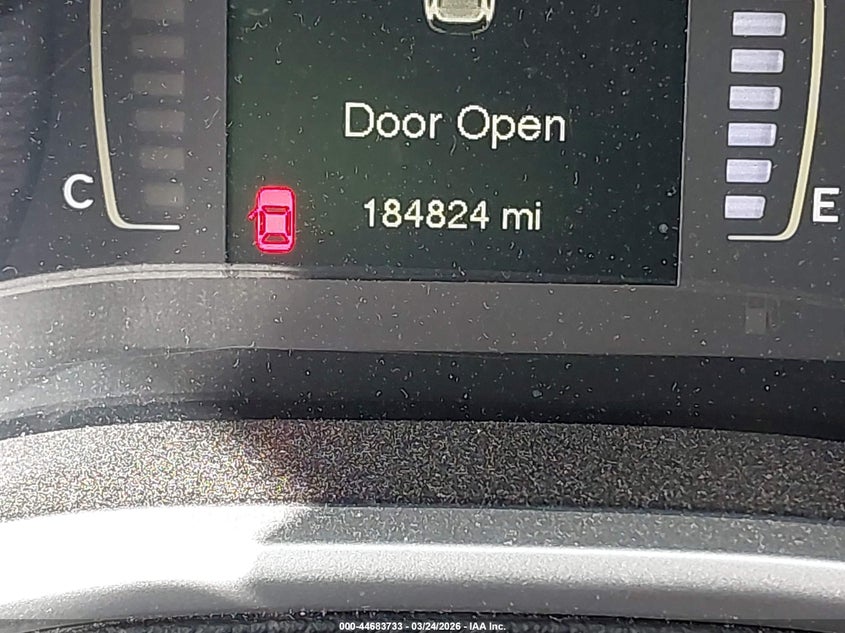 Door Open
C
184824 mi
E
000-44683733 - 03/24/2026 - IAA Inc.